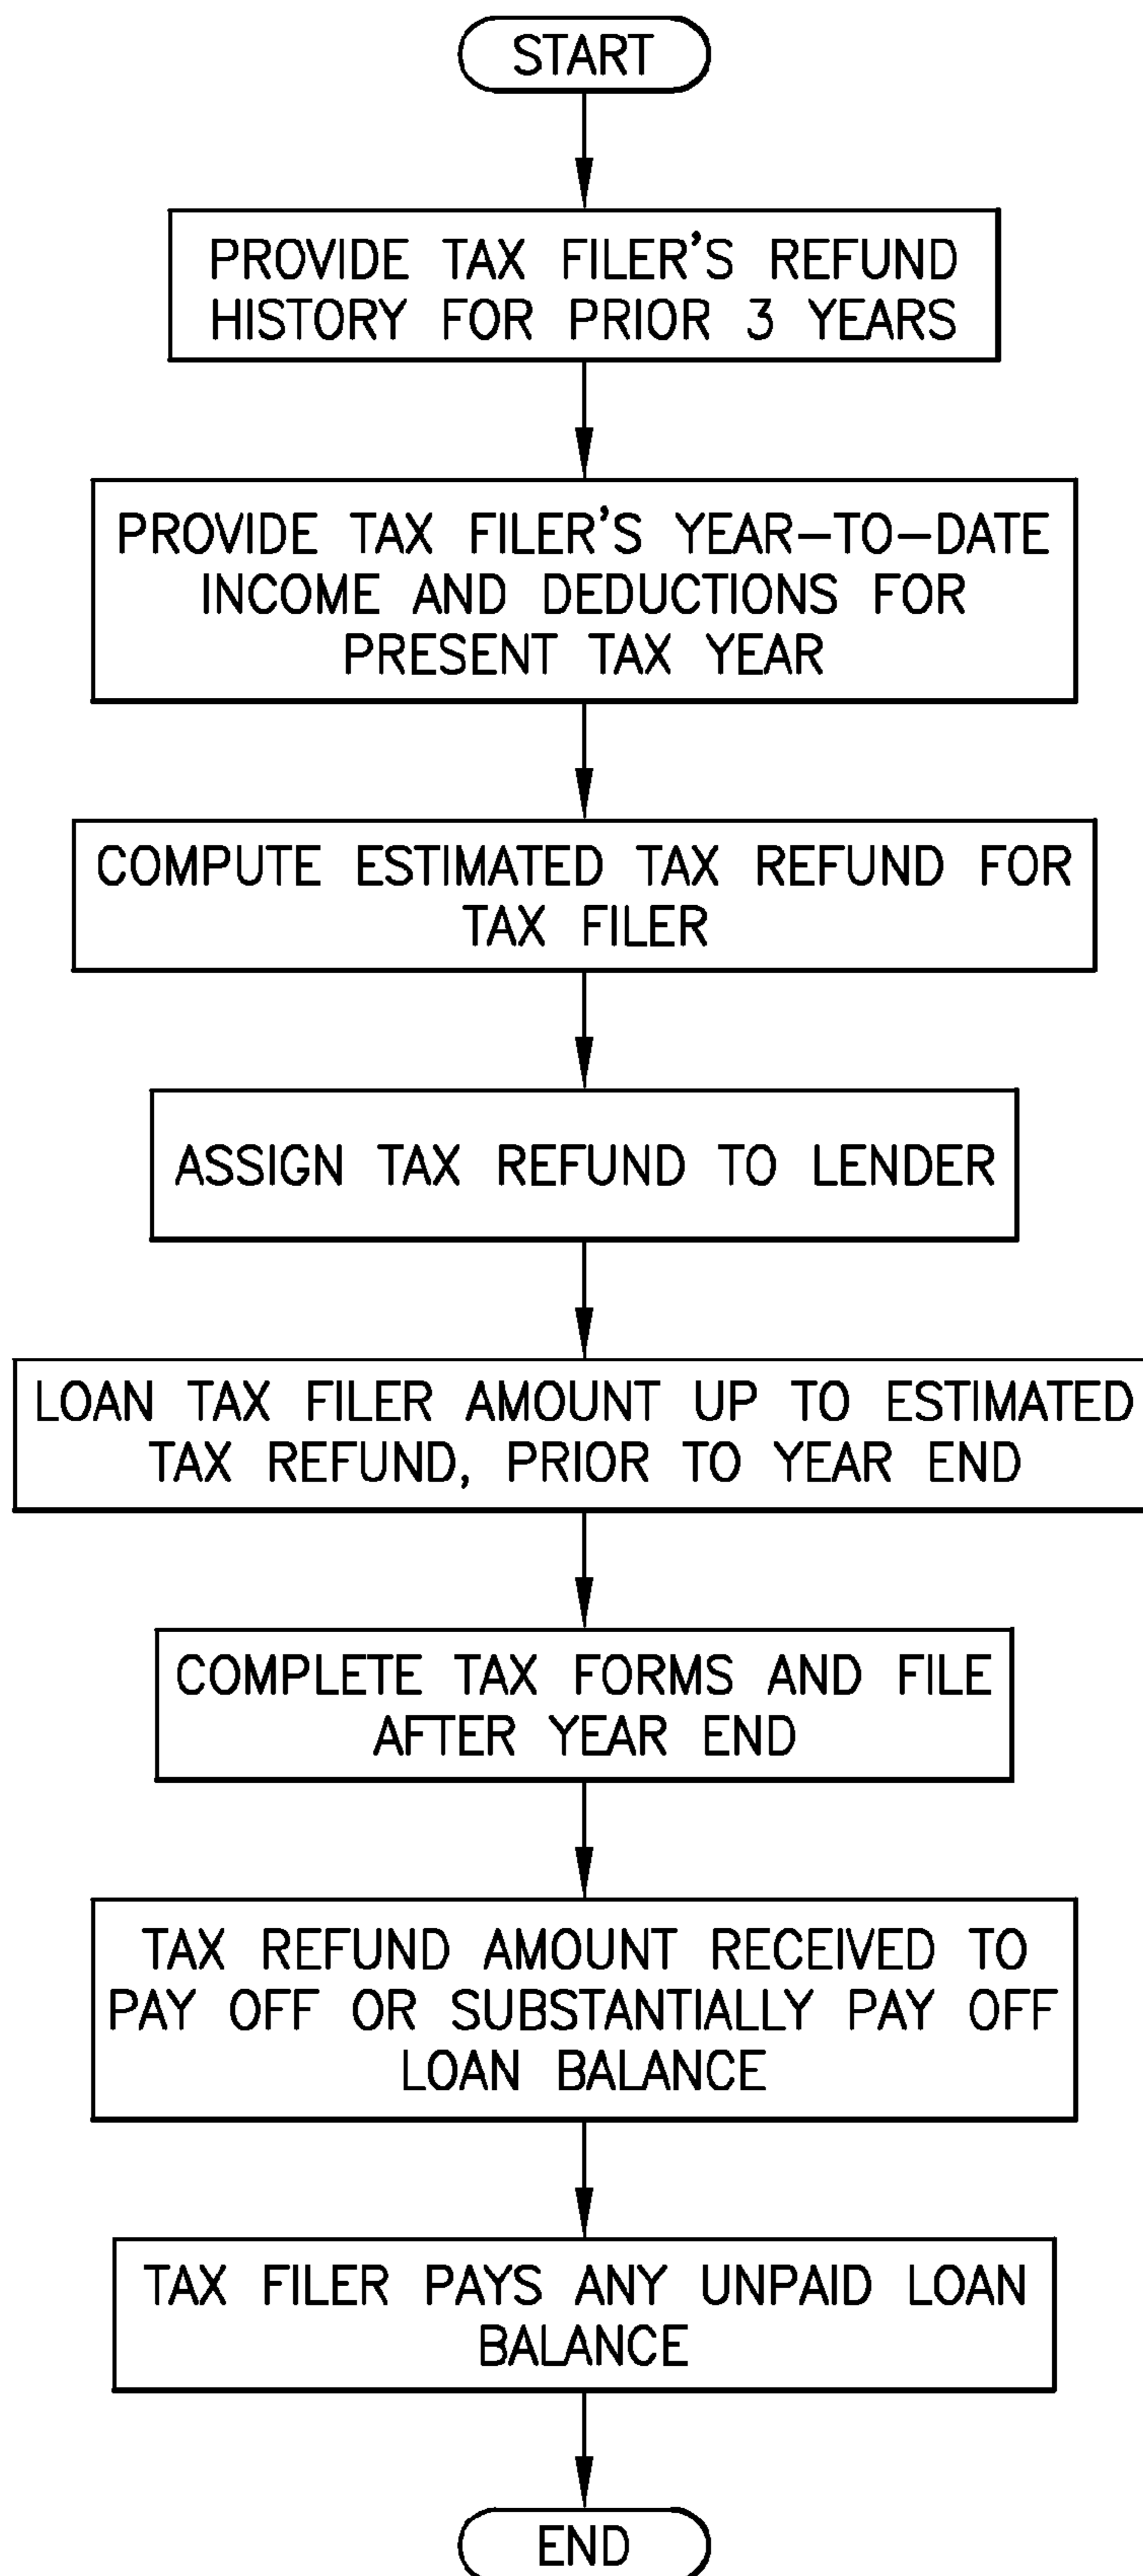 START
PROVIDE TAX FILER'S REFUND
HISTORY FOR PRIOR 3 YEARS
PROVIDE TAX FILER'S YEAR-TO-DATE
INCOME AND DEDUCTIONS FOR
PRESENT TAX YEAR
COMPUTE ESTIMATED TAX REFUND FOR
TAX FILER
ASSIGN TAX REFUND TO LENDER
LOAN TAX FILER AMOUNT UP TO ESTIMATED
TAX REFUND, PRIOR TO YEAR END
COMPLETE TAX FORMS AND FILE
AFTER YEAR END
TAX REFUND AMOUNT RECEIVED TO
PAY OFF OR SUBSTANTIALLY PAY OFF
LOAN BALANCE
TAX FILER PAYS ANY UNPAID LOAN
BALANCE
END